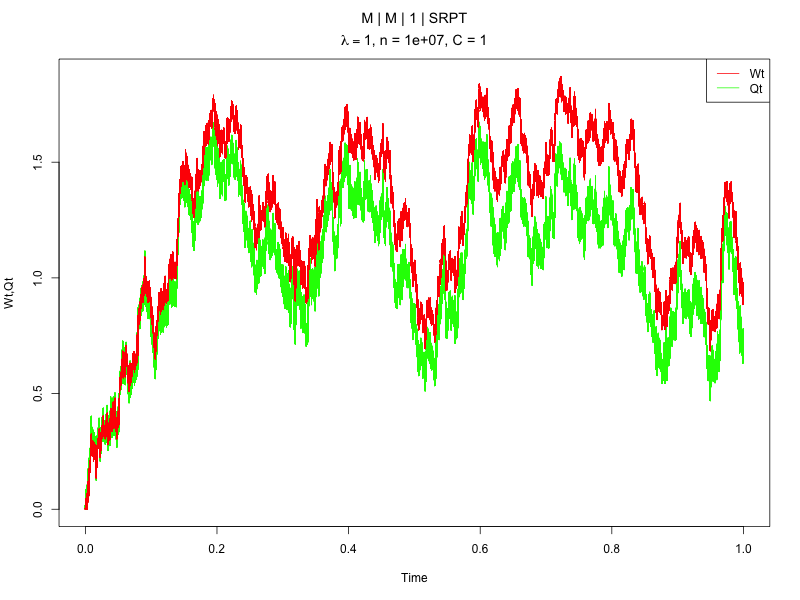 M | M | 1 | SRPT
λ = 1, n = 1e+07, C = 1
Wt
Qt
Wt,Qt
1.5
1.0
0.5
0.0
0.0 0.2 0.4 0.6 0.8 1.0
Time